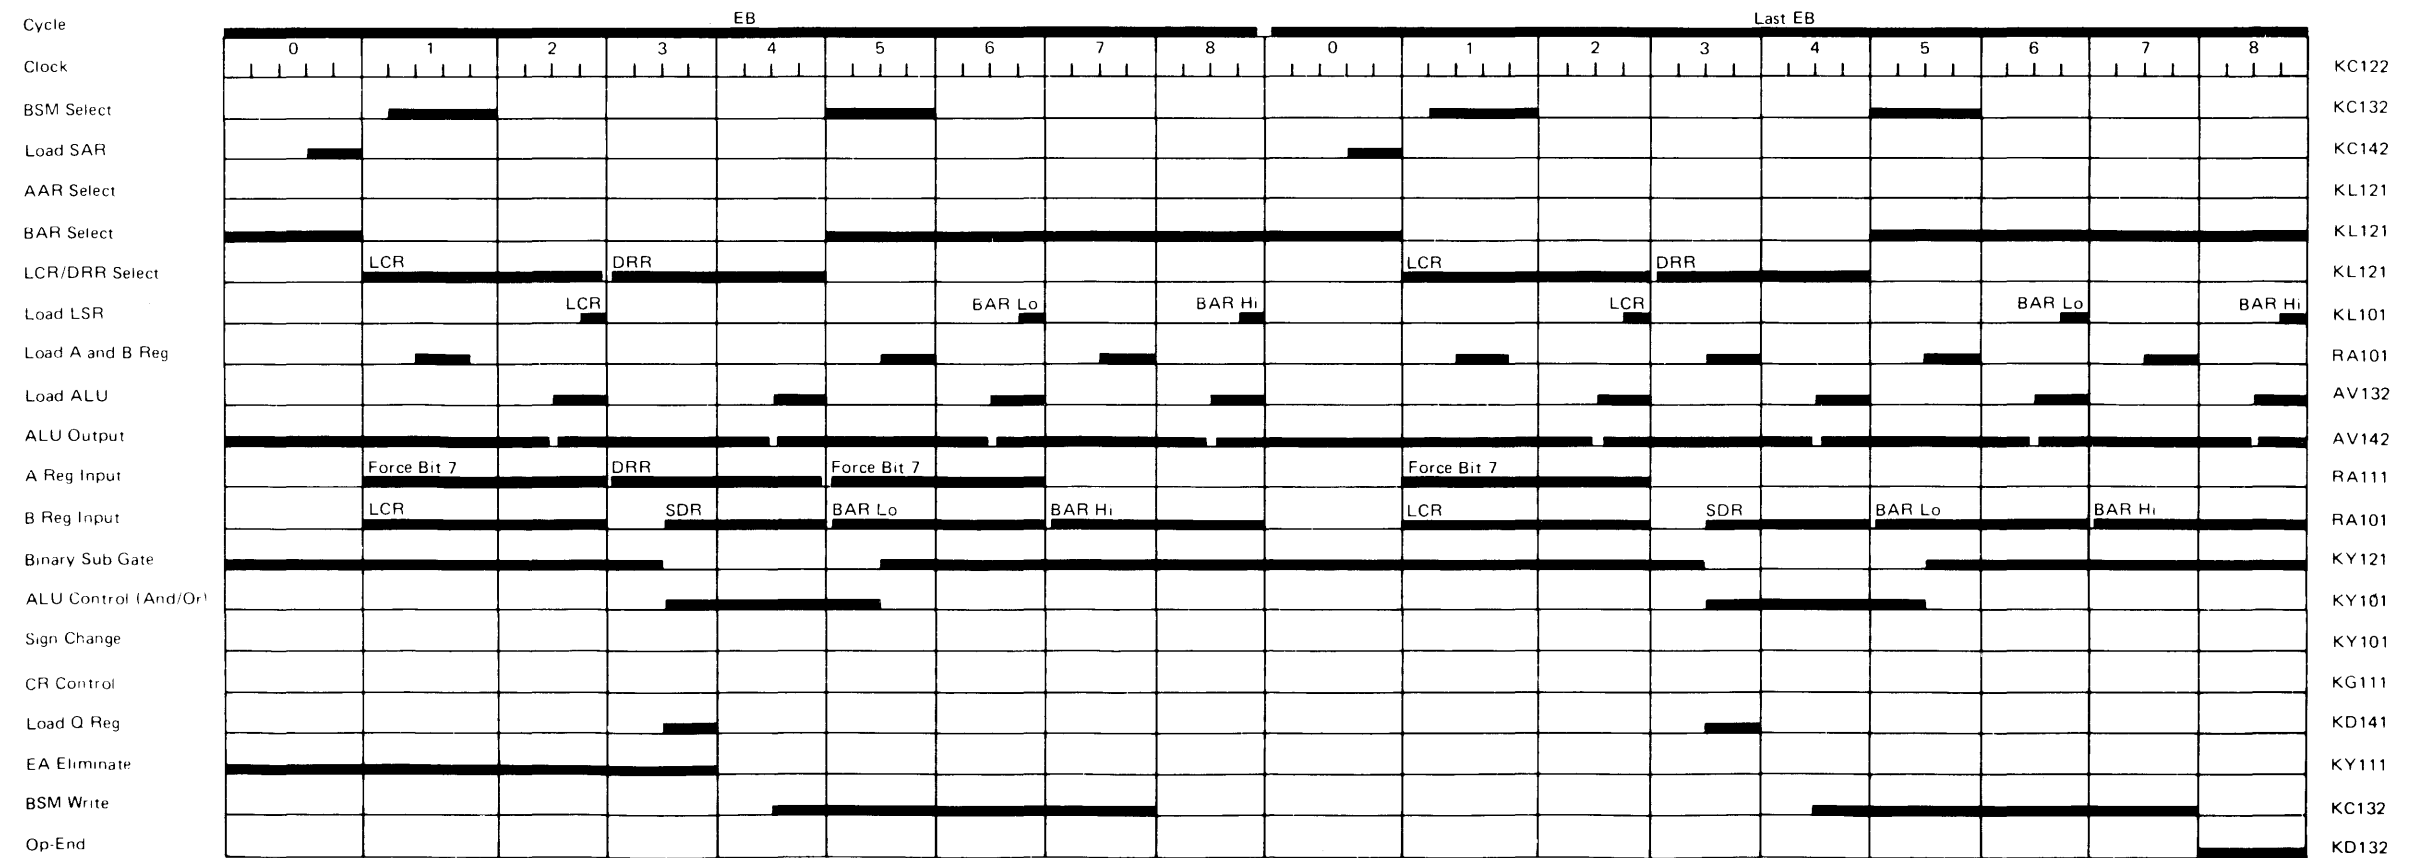 Cycle EB Last EB
0 1 2 3 4 5 6 7 8 0 1 2 3 4 5 6 7 8
Clock KC122
BSM Select KC132
Load SAR KC142
AAR Select KL121
BAR Select KL121
LCR/DRR Select LCR DRR LCR DRR KL121
Load LSR LCR BAR Lo BAR Hi LCR BAR Lo BAR Hi KL101
Load A and B Reg RA101
Load ALU AV132
ALU Output AV142
A Reg Input Force Bit 7 DRR Force Bit 7 Force Bit 7 RA111
B Reg Input LCR SDR BAR Lo BAR Hi LCR SDR BAR Lo BAR Hi RA101
Binary Sub Gate KY121
ALU Control (And/Or) KY101
Sign Change KY101
CR Control KG111
Load Q Reg KD141
EA Eliminate KY111
BSM Write KC132
Op-End KD132